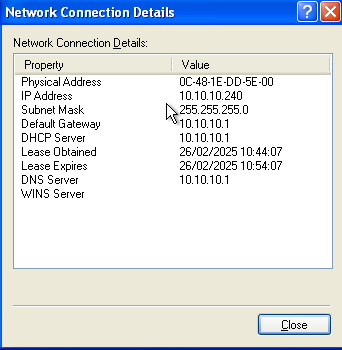 Network Connection Details
Network Connection Details:
Property Value
Physical Address 0C-48-1E-DD-5E-00
IP Address 10.10.10.240
Subnet Mask 255.255.255.0
Default Gateway 10.10.10.1
DHCP Server 10.10.10.1
Lease Obtained 26/02/2025 10:44:07
Lease Expires 26/02/2025 10:54:07
DNS Server 10.10.10.1
WINS Server
Close